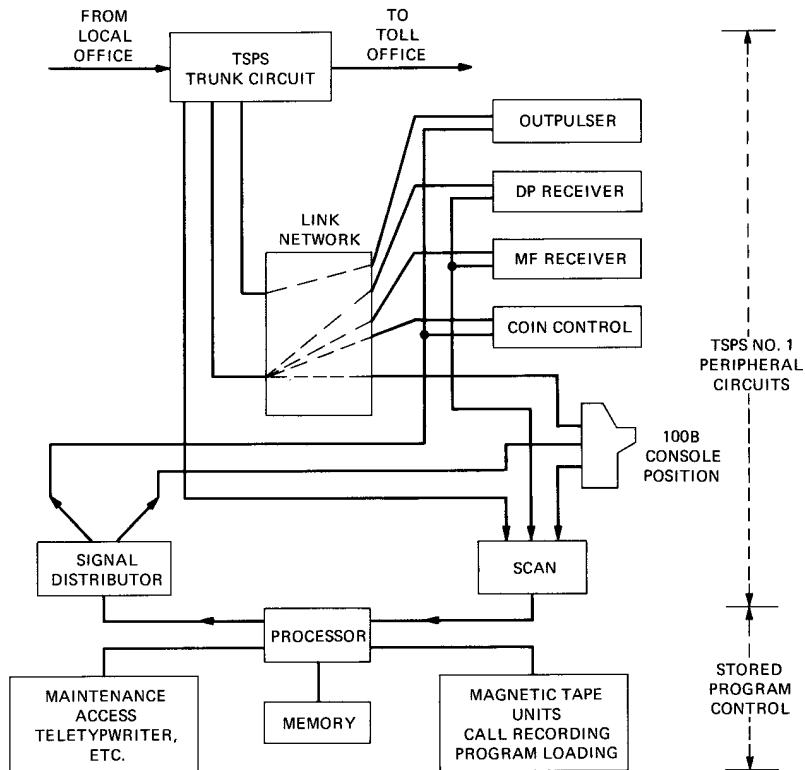 FROM
LOCAL
OFFICE
TO
TOLL
OFFICE
TSPS
TRUNK CIRCUIT
OUTPULSER
DP RECEIVER
LINK
NETWORK
MF RECEIVER
COIN CONTROL
TSPS NO. 1
PERIPHERAL
CIRCUITS
100B
CONSOLE
POSITION
SIGNAL
DISTRIBUTOR
SCAN
PROCESSOR
MEMORY
MAINTENANCE
ACCESS
TELETYPWRITER,
ETC.
MAGNETIC TAPE
UNITS
CALL RECORDING
PROGRAM LOADING
STORED
PROGRAM
CONTROL